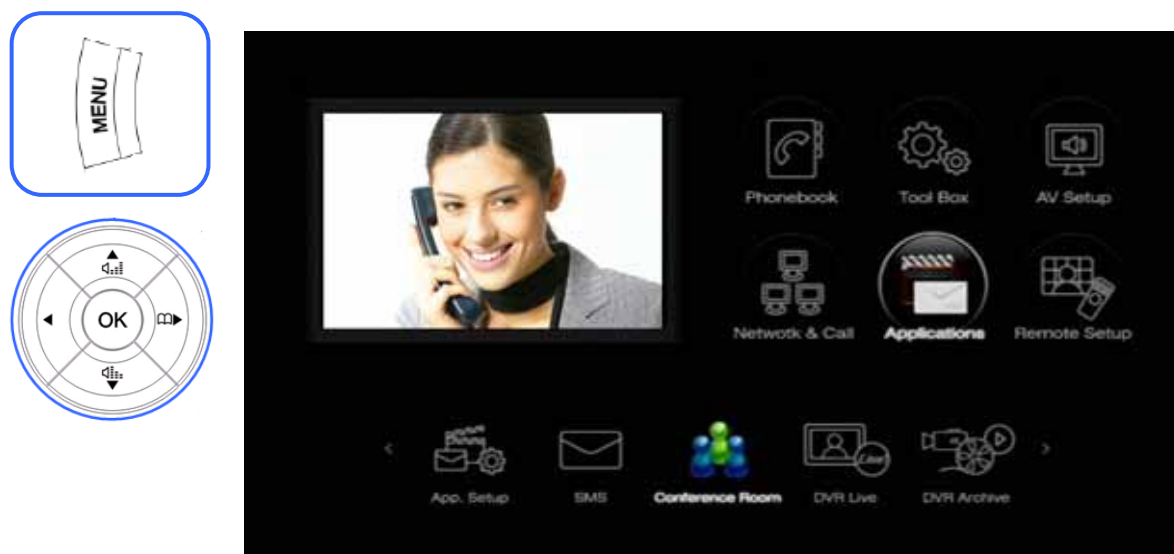 MENU
OK
Phonebook
Tool Box
AV Setup
Netwotk & Call
Applications
Remote Setup
App. Setup
SMS
Conference Room
Live
DVR Live
DVR Archive